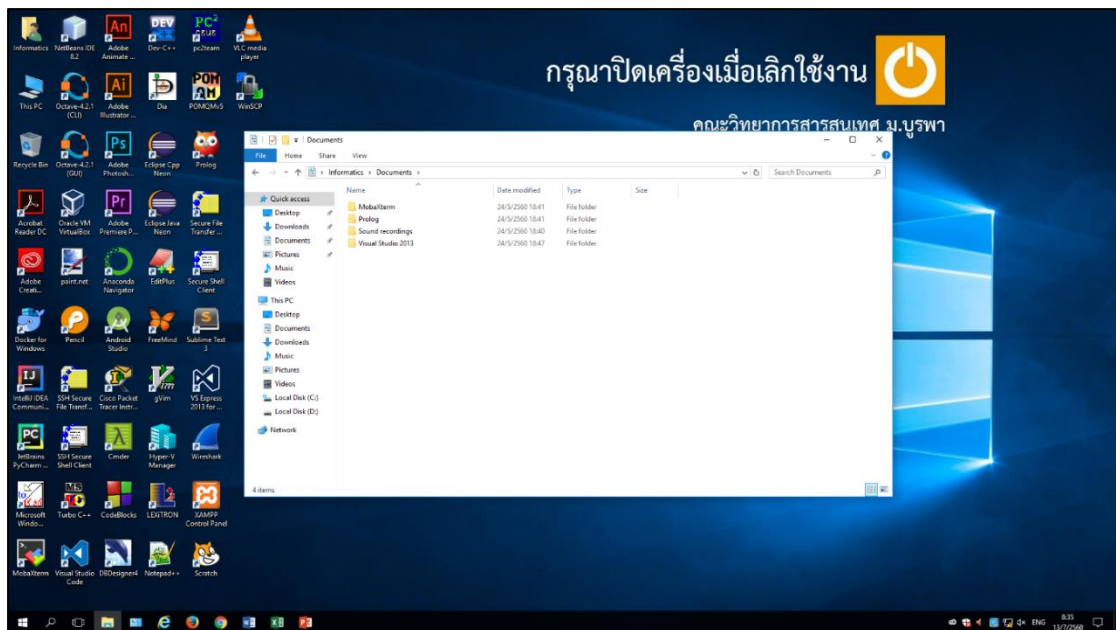 Informatics
NetBeans IDE
8.2
Adobe
Animate ...
Dev-C++
pc2team
VLC media
player
This PC
Octave-4.2.1
(CLI)
Adobe
Illustrator ...
Dia
POMQMv5
WinSCP
Recycle Bin
Octave-4.2.1
(GUI)
Adobe
Photosh...
Eclipse Cpp
Neon
Prolog
Acrobat
Reader DC
Oracle VM
VirtualBox
Adobe
Premiere P...
Eclipse Java
Neon
Secure File
Transfer ...
Adobe
Creati...
paint.net
Anaconda
Navigator
EditPlus
Secure Shell
Client
Docker for
Windows
Pencil
Android
Studio
FreeMind
Sublime Text
3
IntelliJ IDEA
Communi...
SSH Secure
File Transf...
Cisco Packet
Tracer Instr...
gVim
VS Express
2013 for ...
JetBrains
PyCharm ...
SSH Secure
Shell Client
Cmder
Hyper-V
Manager
Wireshark
Microsoft
Windo...
Turbo C++
CodeBlocks
LEXiTRON
XAMPP
Control Panel
MobaXterm
Visual Studio
Code
DBDesigner4
Notepad++
Scratch
กรุณาปิดเครื่องเมื่อเลิกใช้งาน
คณะวิทยาการสารสนเทศ ม.บูรพา
Documents
File Home Share View
Informatics › Documents ›
Search Documents
Name Date modified Type Size
MobaXterm 24/5/2560 18:41 File folder
Prolog 24/5/2560 18:41 File folder
Sound recordings 24/5/2560 18:40 File folder
Visual Studio 2013 24/5/2560 18:47 File folder
Quick access
Desktop
Downloads
Documents
Pictures
Music
Videos
This PC
Desktop
Documents
Downloads
Music
Pictures
Videos
Local Disk (C:)
Local Disk (D:)
Network
4 items
ENG
8:35
13/7/2560